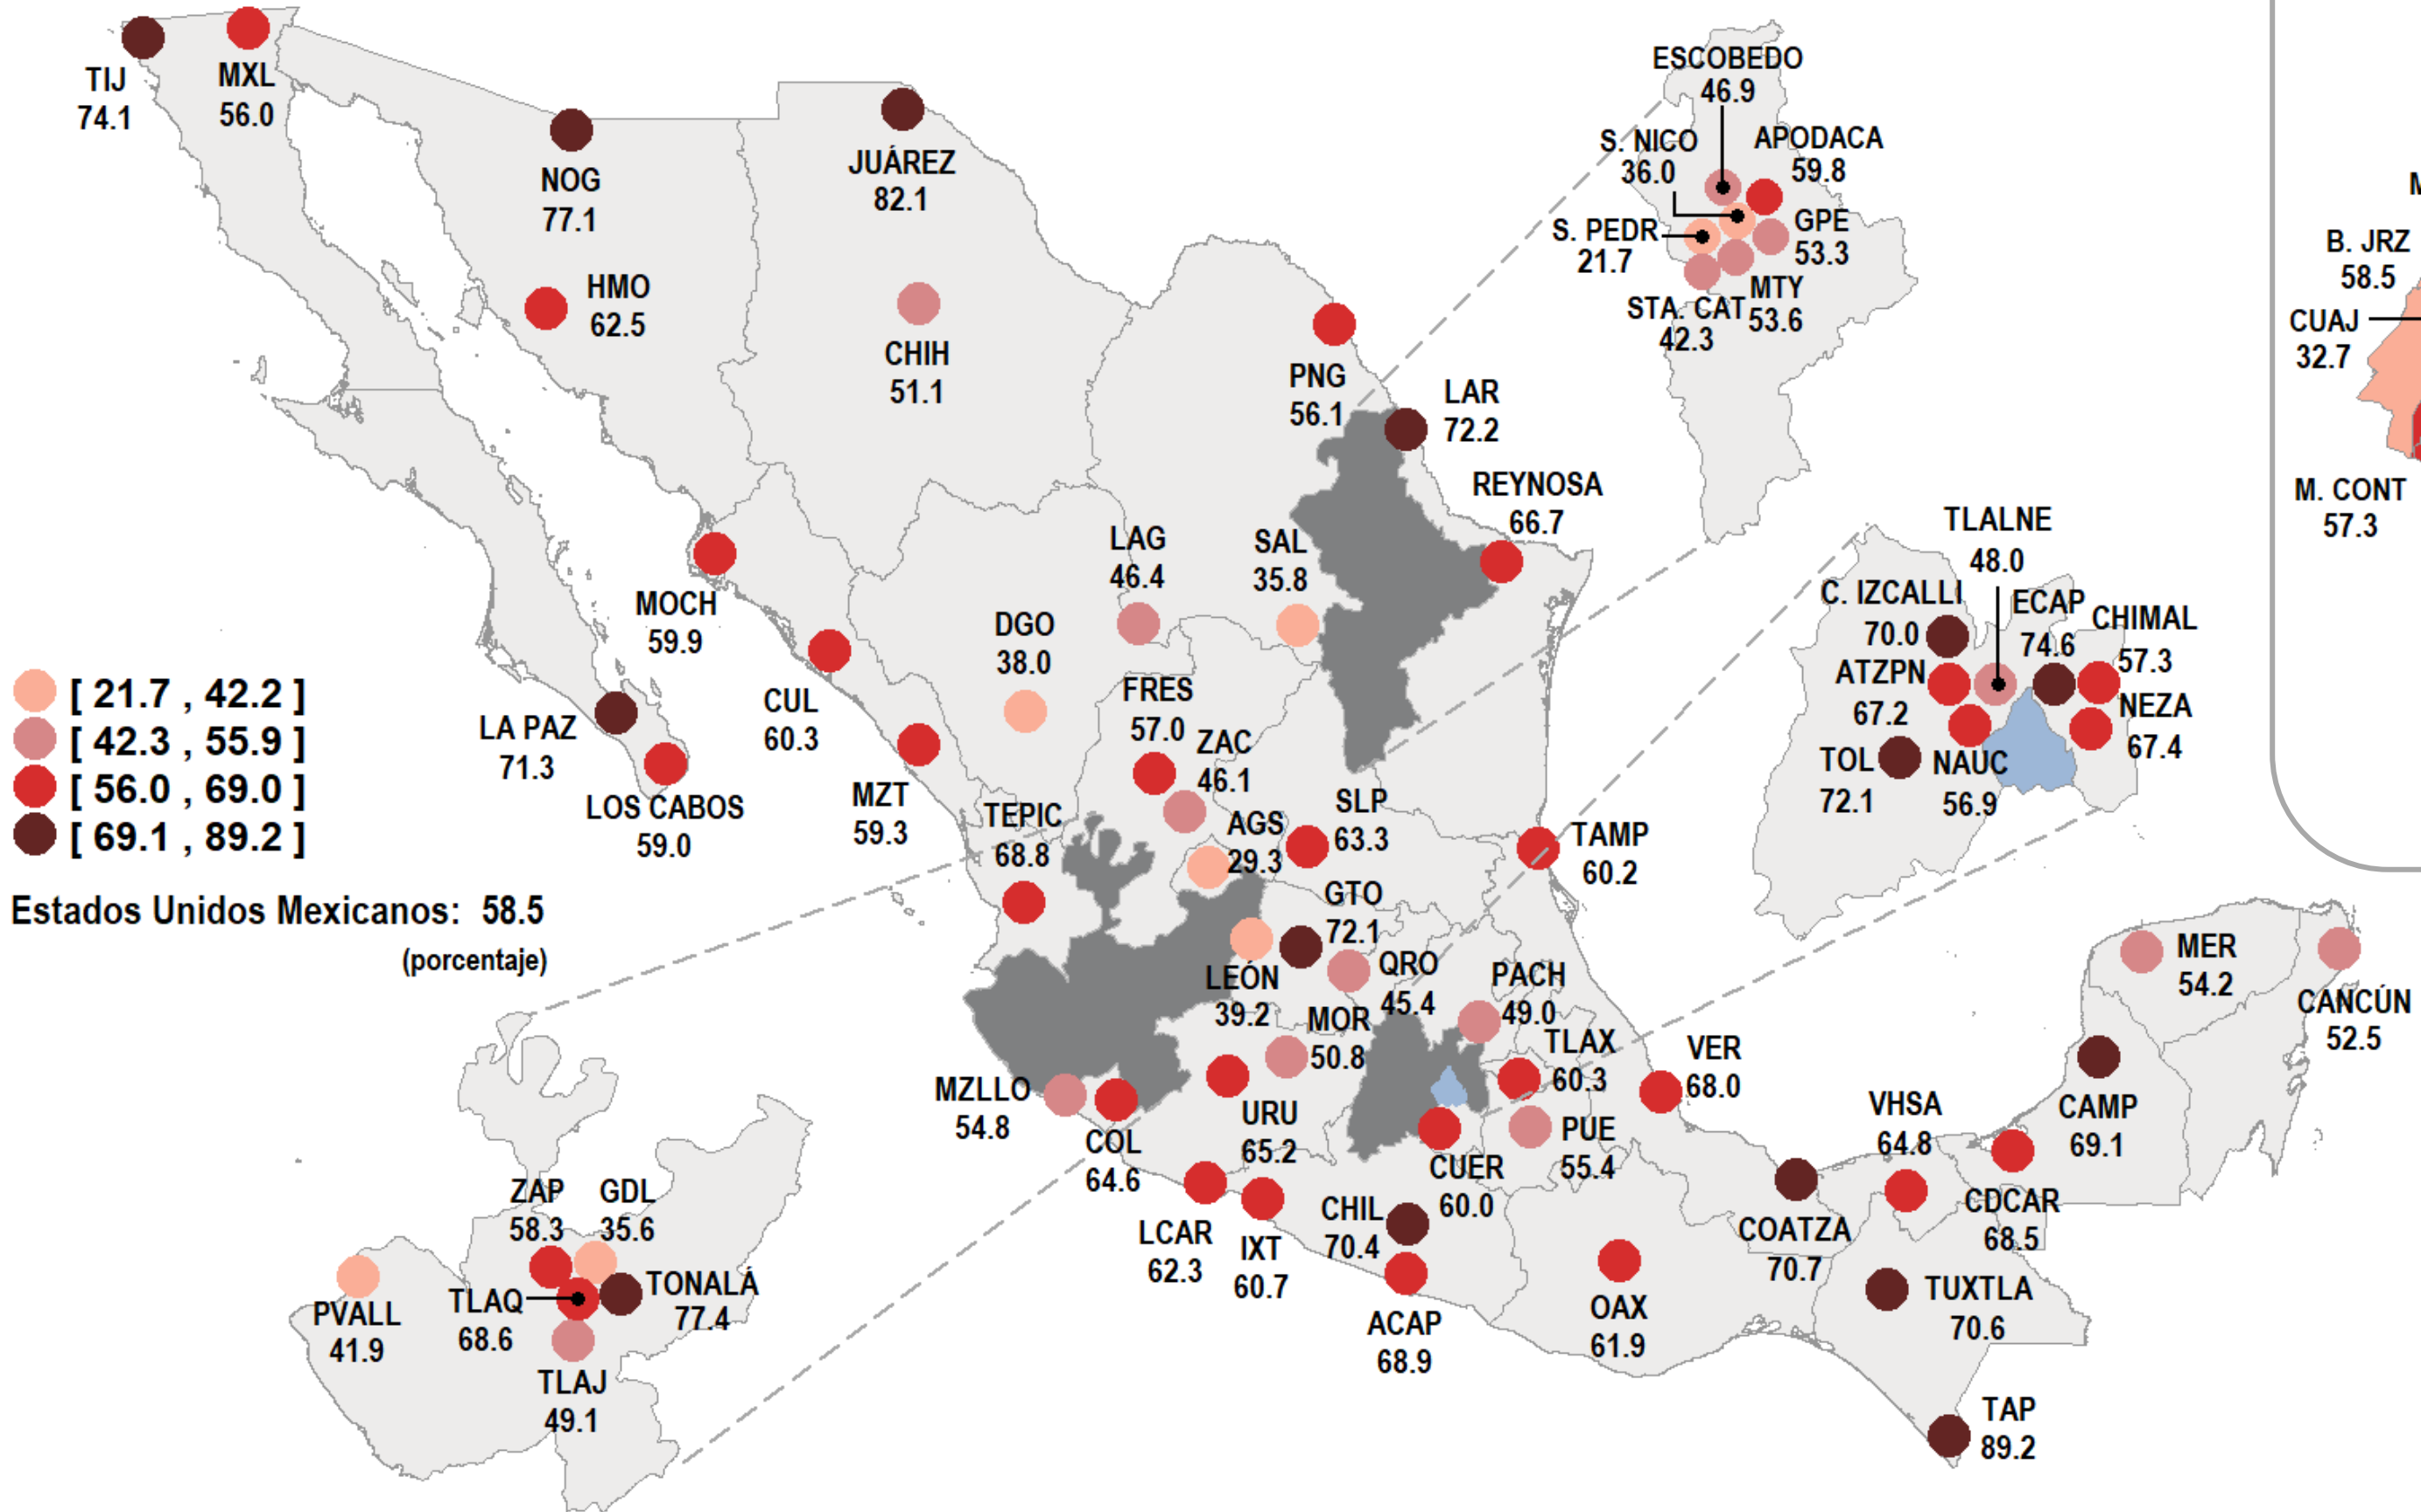 TIJ
74.1
MXL
56.0
NOG
77.1
JUÁREZ
82.1
HMO
62.5
CHIH
51.1
PNG
56.1
LAR
72.2
REYNOSA
66.7
ESCOBEDO
46.9
S. NICO
36.0
APODACA
59.8
S. PEDR
21.7
GPE
53.3
STA. CAT
42.3
MTY
53.6
B. JRZ
58.5
CUAJ
32.7
M. CONT
57.3
MOCH
59.9
LAG
46.4
SAL
35.8
DGO
38.0
CUL
60.3
FRES
57.0
ZAC
46.1
LA PAZ
71.3
LOS CABOS
59.0
MZT
59.3
TEPIC
68.8
AGS
29.3
SLP
63.3
TAMP
60.2
TLALNE
48.0
C. IZCALLI
70.0
ECAP
74.6
CHIMAL
57.3
ATZPN
67.2
NEZA
67.4
TOL
72.1
NAUC
56.9
[ 21.7 , 42.2 ]
[ 42.3 , 55.9 ]
[ 56.0 , 69.0 ]
[ 69.1 , 89.2 ]
Estados Unidos Mexicanos: 58.5
(porcentaje)
GTO
72.1
LEÓN
39.2
QRO
45.4
PACH
49.0
MOR
50.8
TLAX
60.3
VER
68.0
MER
54.2
CANCÚN
52.5
MZLLO
54.8
COL
64.6
URU
65.2
CUER
60.0
PUE
55.4
VHSA
64.8
CAMP
69.1
CDCAR
68.5
LCAR
62.3
IXT
60.7
CHIL
70.4
ACAP
68.9
OAX
61.9
COATZA
70.7
TUXTLA
70.6
TAP
89.2
ZAP
58.3
GDL
35.6
PVALL
41.9
TLAQ
68.6
TONALÁ
77.4
TLAJ
49.1